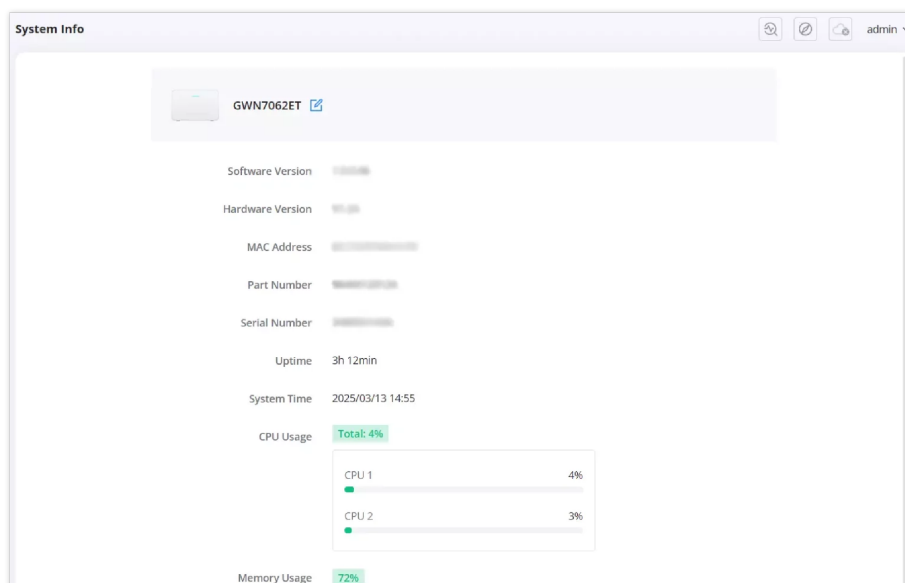 System Info
admin
GWN7062ET
Software Version
Hardware Version
MAC Address
Part Number
Serial Number
Uptime 3h 12min
System Time 2025/03/13 14:55
CPU Usage Total: 4%
CPU 1 4%
CPU 2 3%
Memory Usage 72%